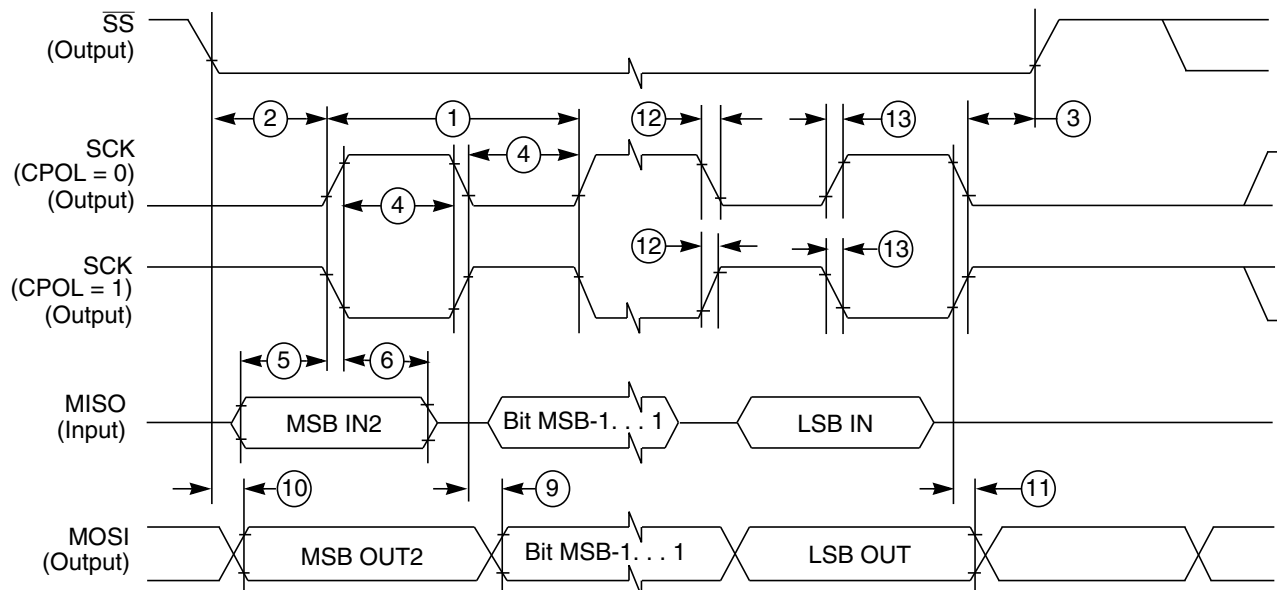 SS
(Output)
2
1
12
13
3
SCK
(CPOL = 0)
(Output)
4
4
12
13
SCK
(CPOL = 1)
(Output)
5
6
MISO
(Input)
MSB IN2
Bit MSB-1. . . 1
LSB IN
10
9
11
MOSI
(Output)
MSB OUT2
Bit MSB-1. . . 1
LSB OUT